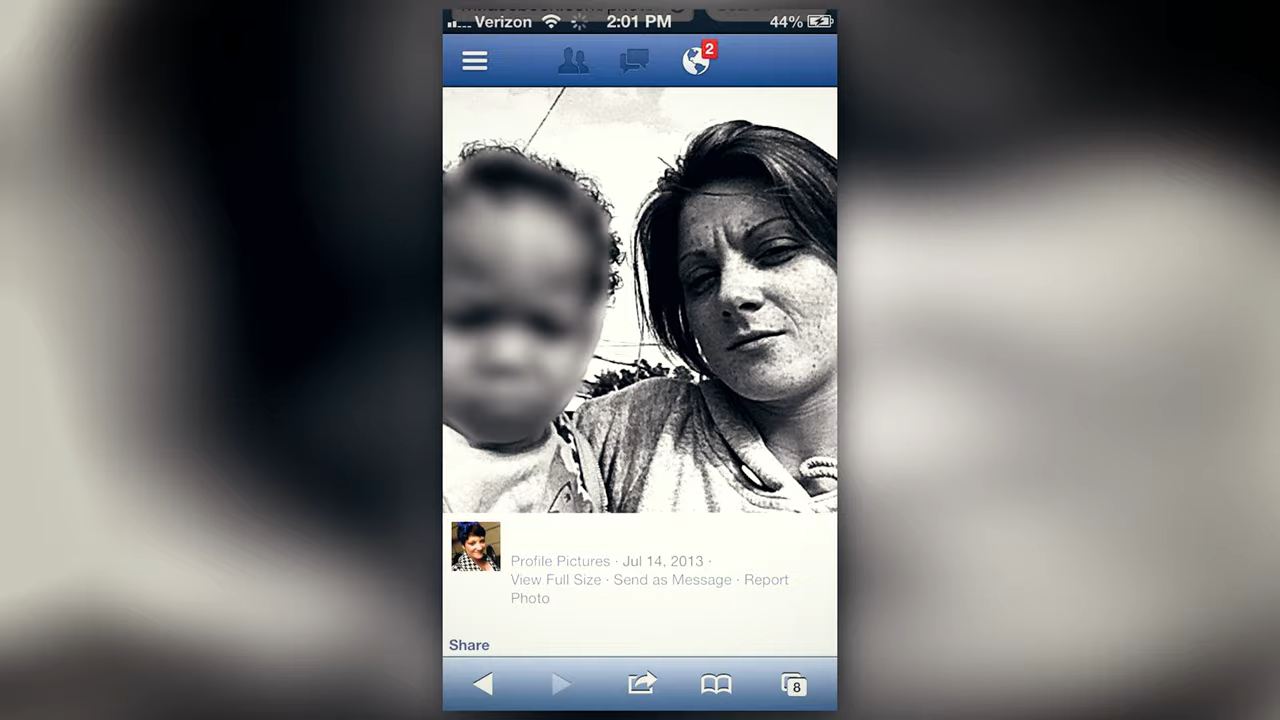 Verizon 2:01 PM 44%
2
Profile Pictures · Jul 14, 2013 ·
View Full Size · Send as Message · Report
Photo
Share
8